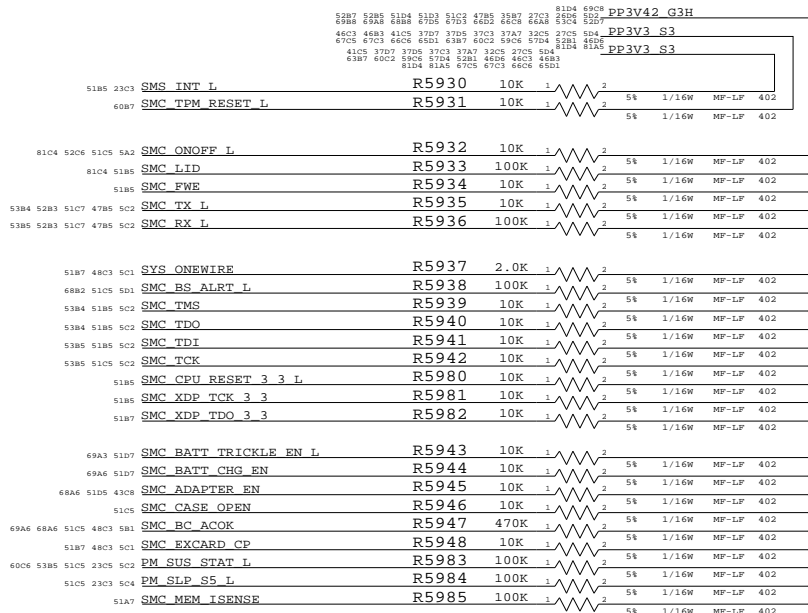 81D4 69C8
52B7 52B5 51D4 51D3 51C2 47B5 35B7 27C3 26D6 5D2 PP3V42_G3H
69B8 69A8 68B8 67D5 67D3 66D2 66C8 66A8 53C4 52D7
46C3 46B3 41C5 37D7 37D5 37C3 37A7 32C5 27C5 5D4 PP3V3_S3
67C5 67C3 66C6 65D1 63B7 60C2 59C6 57D4 52B1 46D6
81D4 81A5
41C5 37D7 37D5 37C3 37A7 32C5 27C5 5D4 PP3V3_S3
63B7 60C2 59C6 57D4 52B1 46D6 46C3 46B3
81D4 81A5 67C5 67C3 66C6 65D1
51B5 23C3 SMS_INT_L R5930 10K 1 2
5% 1/16W MF-LF 402
60B7 SMC_TPM_RESET_L R5931 10K 1 2
5% 1/16W MF-LF 402
81C4 52C6 51C5 5A2 SMC_ONOFF_L R5932 10K 1 2
5% 1/16W MF-LF 402
81C4 51B5 SMC_LID R5933 100K 1 2
5% 1/16W MF-LF 402
51B5 SMC_FWE R5934 10K 1 2
5% 1/16W MF-LF 402
53B4 52B3 51C7 47B5 5C2 SMC_TX_L R5935 10K 1 2
5% 1/16W MF-LF 402
53B5 52B3 51C7 47B5 5C2 SMC_RX_L R5936 100K 1 2
5% 1/16W MF-LF 402
51B7 48C3 5C1 SYS_ONEWIRE R5937 2.0K 1 2
5% 1/16W MF-LF 402
68B2 51C5 5D1 SMC_BS_ALRT_L R5938 100K 1 2
5% 1/16W MF-LF 402
53B4 51B5 5C2 SMC_TMS R5939 10K 1 2
5% 1/16W MF-LF 402
53B4 51B5 5C2 SMC_TDO R5940 10K 1 2
5% 1/16W MF-LF 402
53B5 51B5 5C2 SMC_TDI R5941 10K 1 2
5% 1/16W MF-LF 402
53B5 51C5 5C2 SMC_TCK R5942 10K 1 2
5% 1/16W MF-LF 402
51B5 SMC_CPU_RESET_3_3_L R5980 10K 1 2
5% 1/16W MF-LF 402
51B5 SMC_XDP_TCK_3_3 R5981 10K 1 2
5% 1/16W MF-LF 402
51B7 SMC_XDP_TDO_3_3 R5982 10K 1 2
5% 1/16W MF-LF 402
69A3 51D7 SMC_BATT_TRICKLE_EN_L R5943 10K 1 2
5% 1/16W MF-LF 402
69A6 51D7 SMC_BATT_CHG_EN R5944 10K 1 2
5% 1/16W MF-LF 402
68A6 51D5 43C8 SMC_ADAPTER_EN R5945 10K 1 2
5% 1/16W MF-LF 402
51C5 SMC_CASE_OPEN R5946 10K 1 2
5% 1/16W MF-LF 402
69A6 68A6 51C5 48C3 5B1 SMC_BC_ACOK R5947 470K 1 2
5% 1/16W MF-LF 402
51B7 48C3 5C1 SMC_EXCARD_CP R5948 10K 1 2
5% 1/16W MF-LF 402
60C6 53B5 51C5 23C5 5C2 PM_SUS_STAT_L R5983 100K 1 2
5% 1/16W MF-LF 402
51C5 23C3 5C4 PM_SLP_S5_L R5984 100K 1 2
5% 1/16W MF-LF 402
51A7 SMC_MEM_ISENSE R5985 100K 1 2
5% 1/16W MF-LF 402